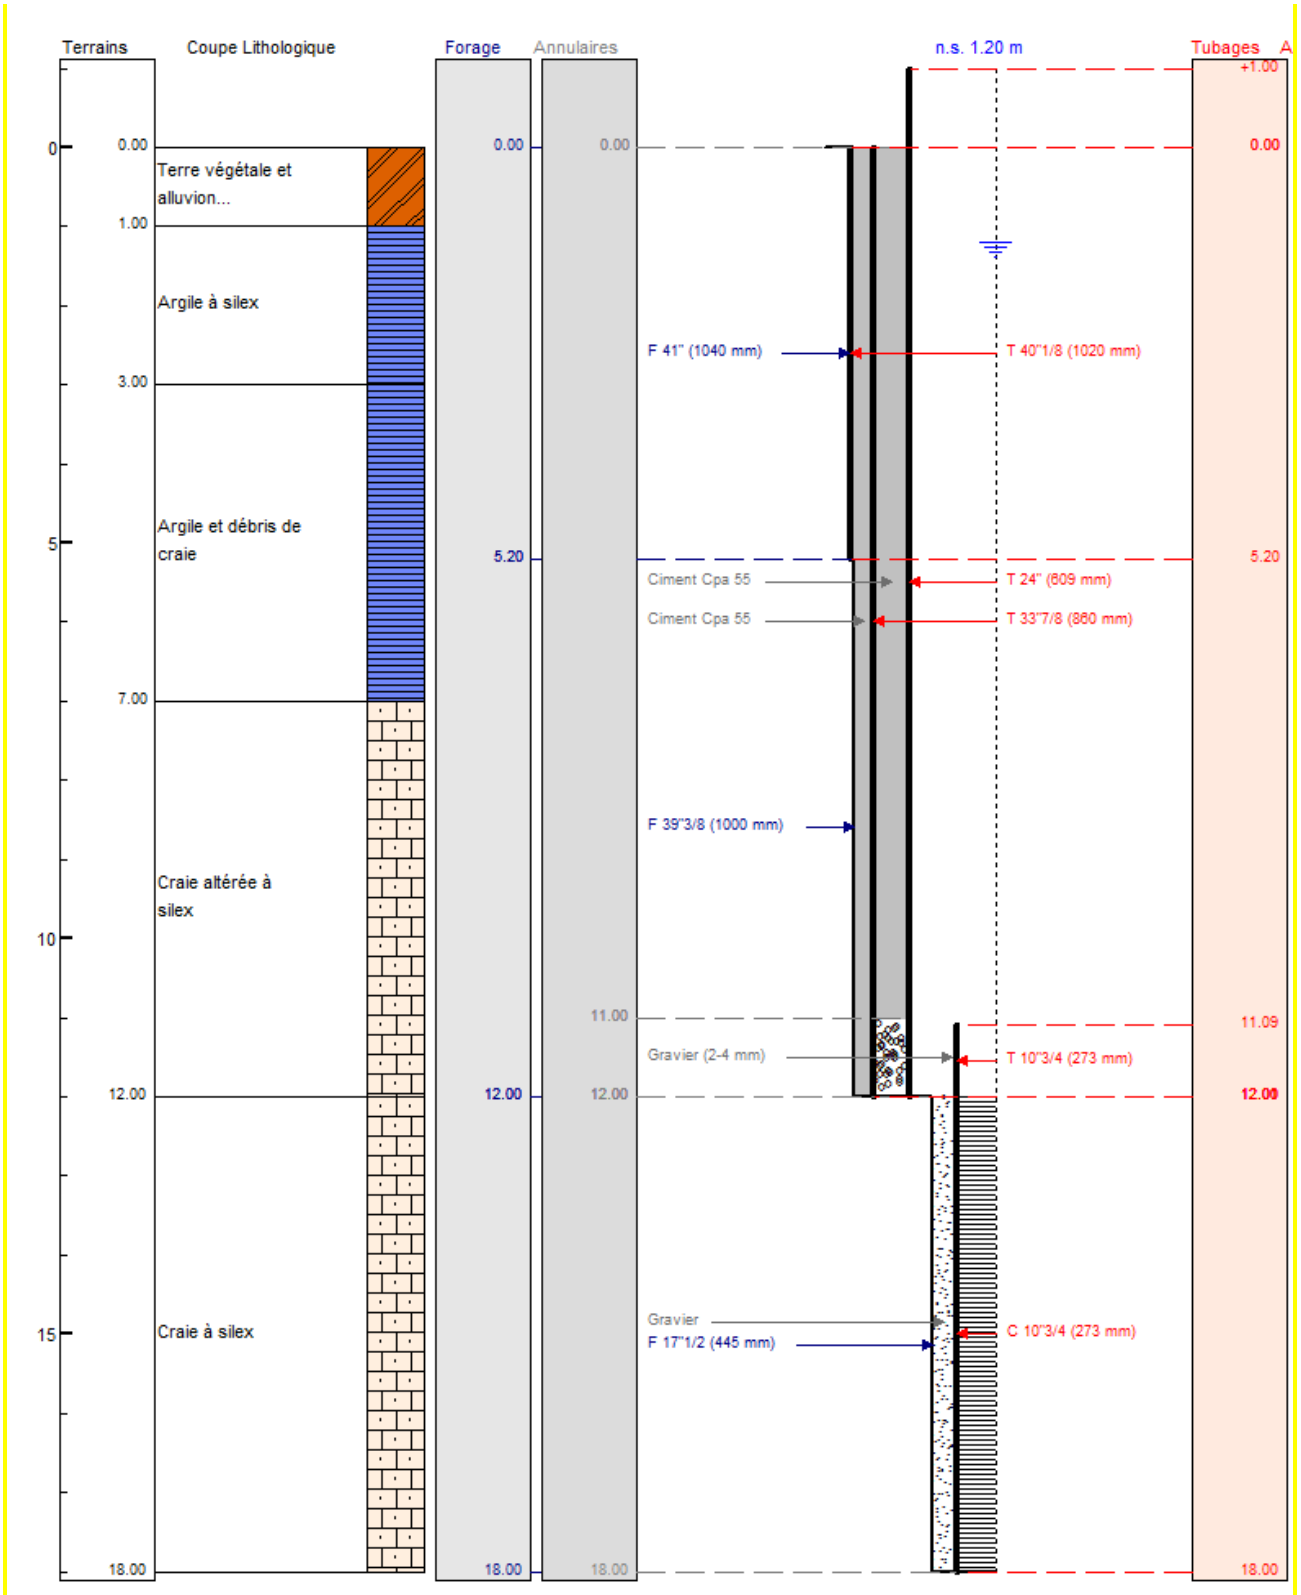 Terrains Coupe Lithologique Forage Annulaires n.s. 1.20 m Tubages A
+1.00
0 0.00 0.00 0.00 0.00
Terre végétale et
alluvion...
1.00
Argile à silex
F 41" (1040 mm) T 40"1/8 (1020 mm)
3.00
Argile et débris de
craie
5 5.20 5.20
Ciment Cpa 55 T 24" (609 mm)
Ciment Cpa 55 T 33"7/8 (860 mm)
7.00
F 39"3/8 (1000 mm)
Craie altérée à
silex
10
11.00 11.09
Gravier (2-4 mm) T 10"3/4 (273 mm)
12.00 12.00 12.00 12.00
Gravier
15 Craie à silex C 10"3/4 (273 mm)
F 17"1/2 (445 mm)
18.00 18.00 18.00 18.00